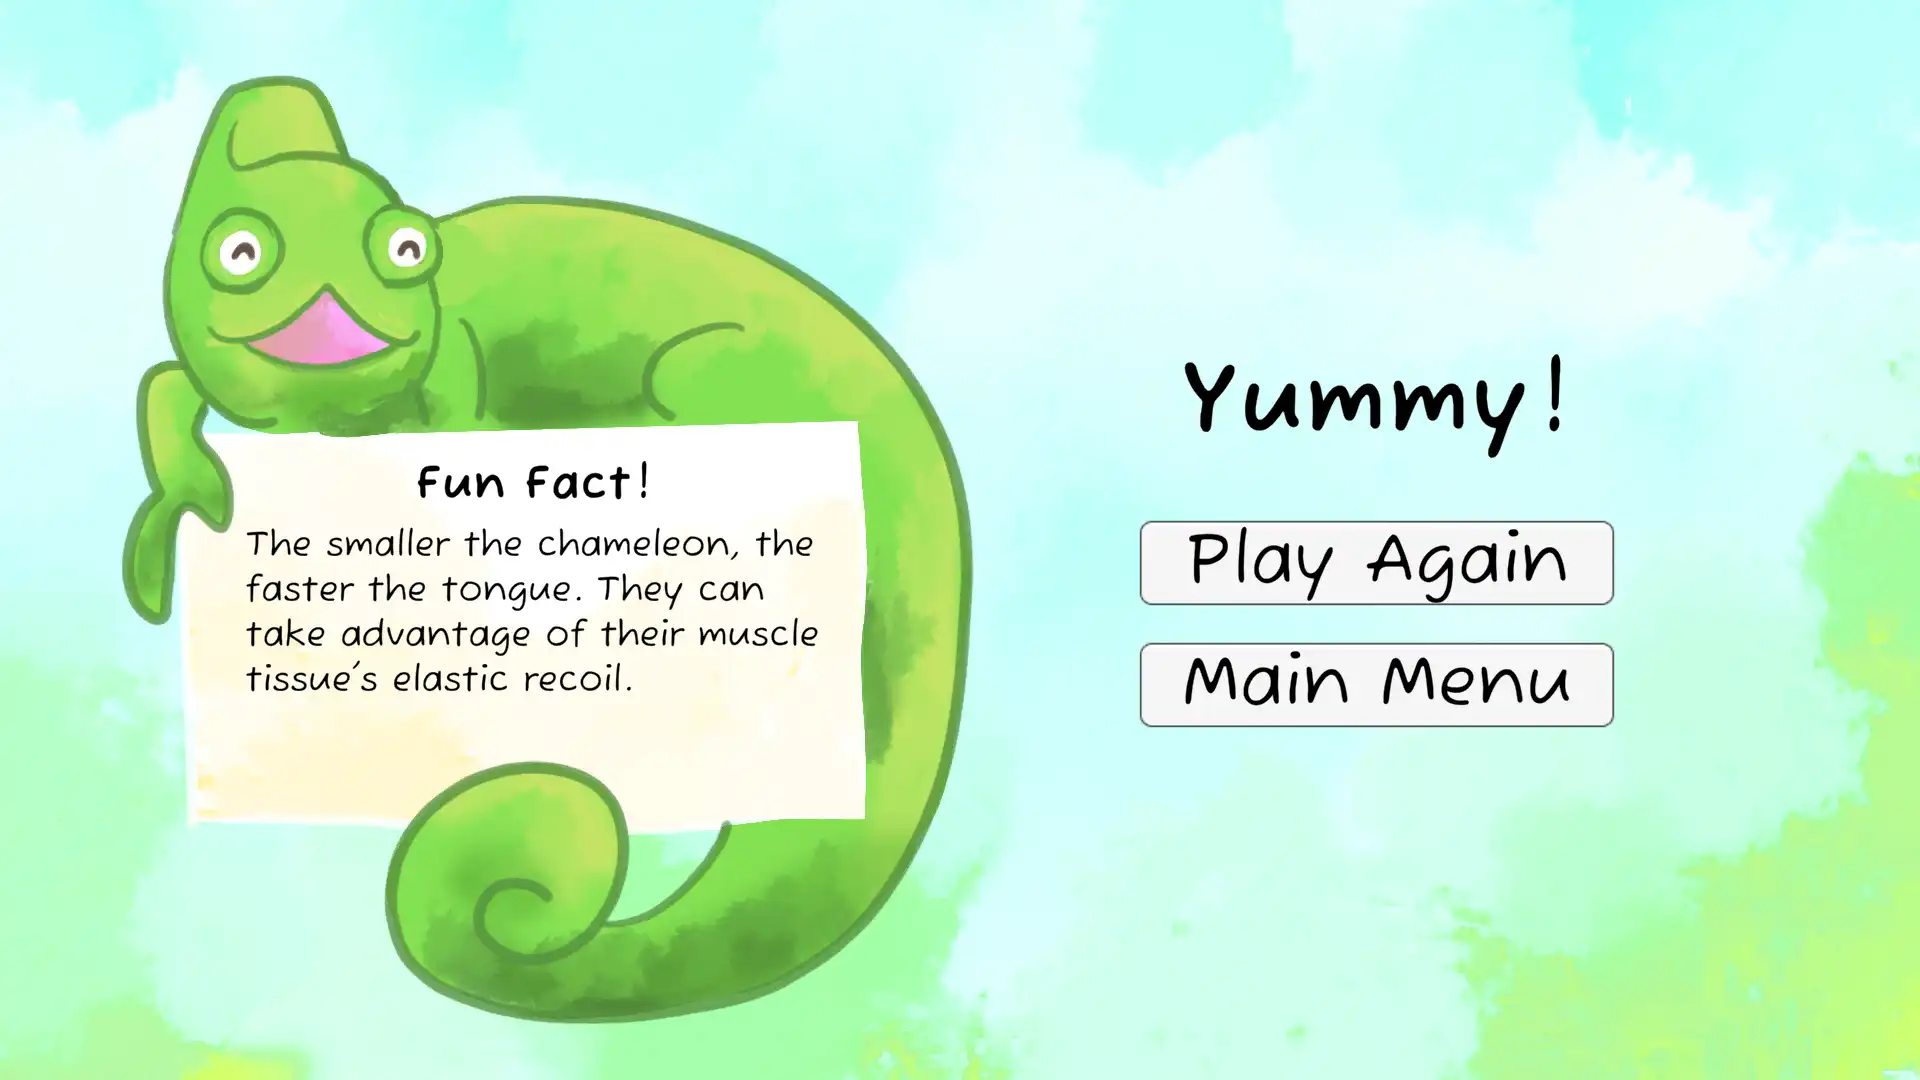 Fun Fact!
The smaller the chameleon, the
faster the tongue. They can
take advantage of their muscle
tissue's elastic recoil.
Yummy!
Play Again
Main Menu